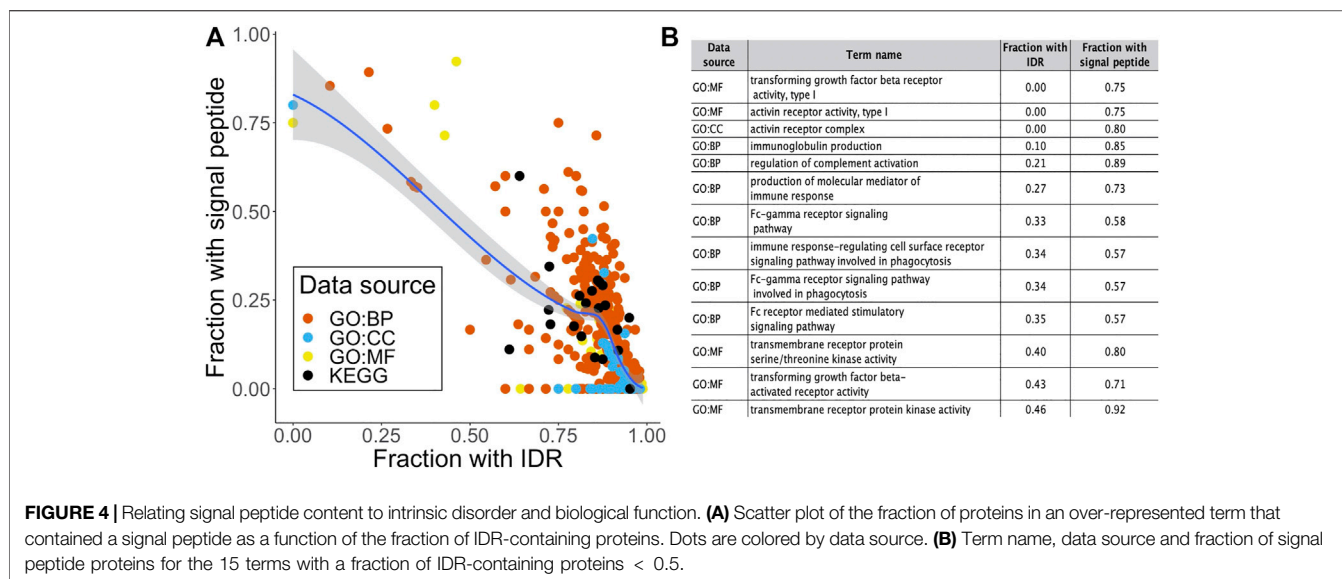 A
1.00
0.75
0.50
0.25
0.00
Fraction with signal peptide
Data source
GO:BP
GO:CC
GO:MF
KEGG
0.00 0.25 0.50 0.75 1.00
Fraction with IDR
B
Data source Term name Fraction with IDR Fraction with signal peptide
GO:MF transforming growth factor beta receptor activity, type I 0.00 0.75
GO:MF activin receptor activity, type I 0.00 0.75
GO:CC activin receptor complex 0.00 0.80
GO:BP immunoglobulin production 0.10 0.85
GO:BP regulation of complement activation 0.21 0.89
GO:BP production of molecular mediator of immune response 0.27 0.73
GO:BP Fc-gamma receptor signaling pathway 0.33 0.58
GO:BP immune response-regulating cell surface receptor signaling pathway involved in phagocytosis 0.34 0.57
GO:BP Fc-gamma receptor signaling pathway involved in phagocytosis 0.34 0.57
GO:BP Fc receptor mediated stimulatory signaling pathway 0.35 0.57
GO:MF transmembrane receptor protein serine/threonine kinase activity 0.40 0.80
GO:MF transforming growth factor beta-activated receptor activity 0.43 0.71
GO:MF transmembrane receptor protein kinase activity 0.46 0.92
FIGURE 4 | Relating signal peptide content to intrinsic disorder and biological function. (A) Scatter plot of the fraction of proteins in an over-represented term that
contained a signal peptide as a function of the fraction of IDR-containing proteins. Dots are colored by data source. (B) Term name, data source and fraction of signal
peptide proteins for the 15 terms with a fraction of IDR-containing proteins < 0.5.